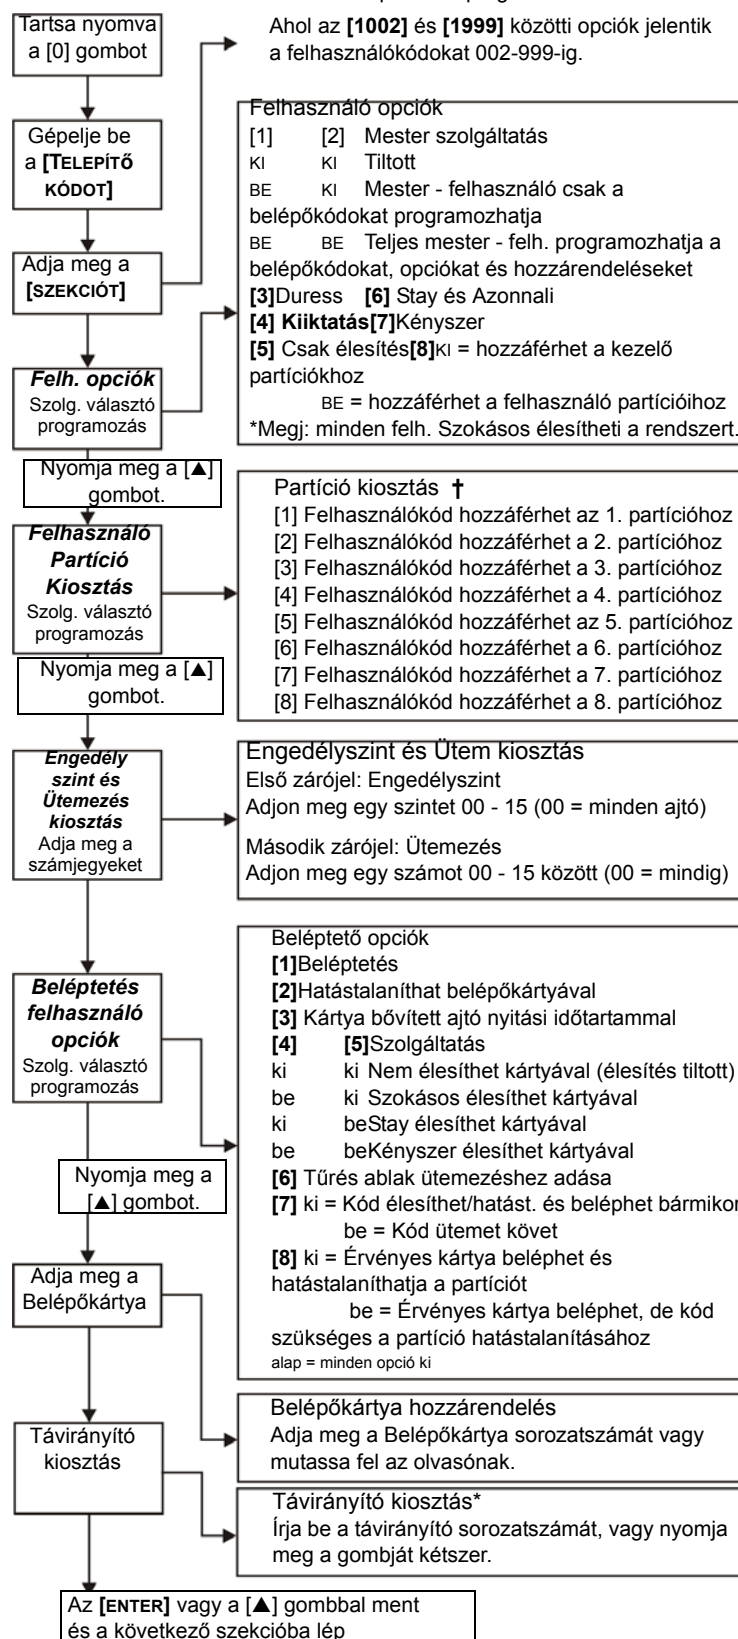 Tartsa nyomva
a [0] gombot
Ahol az [1002] és [1999] közötti opciók jelentik
a felhasználókódokat 002-999-ig.
Gépelje be
a [TELEPÍTŐ
KÓDOT]
Adja meg a
[SZEKCIÓT]
Felhasználó opciók
[1] [2] Mester szolgáltatás
KI KI Tiltott
BE KI Mester - felhasználó csak a
belépőkódokat programozhatja
BE BE Teljes mester - felh. programozhatja a
belépőkódokat, opciókat és hozzárendeléseket
[3]Duress [6] Stay és Azonnali
[4] Kiiktatás[7]Kényszer
[5] Csak élesítés[8]KI = hozzáférhet a kezelő
partíciókhoz
BE = hozzáférhet a felhasználó partícióihoz
*Megj: minden felh. Szokásos élesítheti a rendszert.
Felh. opciók
Szolg. választó
programozás
Nyomja meg a [▲]
gombot.
Felhasználó
Partíció
Kiosztás
Szolg. választó
programozás
Partíció kiosztás †
[1] Felhasználókód hozzáférhet az 1. partícióhoz
[2] Felhasználókód hozzáférhet a 2. partícióhoz
[3] Felhasználókód hozzáférhet a 3. partícióhoz
[4] Felhasználókód hozzáférhet a 4. partícióhoz
[5] Felhasználókód hozzáférhet az 5. partícióhoz
[6] Felhasználókód hozzáférhet a 6. partícióhoz
[7] Felhasználókód hozzáférhet a 7. partícióhoz
[8] Felhasználókód hozzáférhet a 8. partícióhoz
Nyomja meg a [▲]
gombot.
Engedély
szint és
Ütemezés
kiosztás
Adja meg a
számjegyeket
Engedélyszint és Ütem kiosztás
Első zárójel: Engedélyszint
Adjon meg egy szintet 00 - 15 (00 = minden ajtó)
Második zárójel: Ütemezés
Adjon meg egy számot 00 - 15 között (00 = mindig)
Beléptetés
felhasználó
opciók
Szolg. választó
programozás
Beléptető opciók
[1]Beléptetés
[2]Hatástalaníthat belépőkártyával
[3] Kártya bővített ajtó nyitási időtartammal
[4] [5]Szolgáltatás
ki ki Nem élesíthet kártyával (élesítés tiltott)
be ki Szokásos élesíthet kártyával
ki beStay élesíthet kártyával
be beKényszer élesíthet kártyával
[6] Tűrés ablak ütemezéshez adása
[7] ki = Kód élesíthet/hatást. és beléphet bármikor
be = Kód ütemet követ
[8] ki = Érvényes kártya beléphet és
hatástalaníthatja a partíciót
be = Érvényes kártya beléphet, de kód
szükséges a partíció hatástalanításához
alap = minden opció ki
Nyomja meg a
[▲] gombot.
Adja meg a
Belépőkártya
Belépőkártya hozzárendelés
Adja meg a Belépőkártya sorozatszámát vagy
mutassa fel az olvasónak.
Távirányító
kiosztás
Távirányító kiosztás*
Írja be a távirányító sorozatszámát, vagy nyomja
meg a gombját kétszer.
Az [ENTER] vagy a [▲] gombbal ment
és a következő szekcióba lép